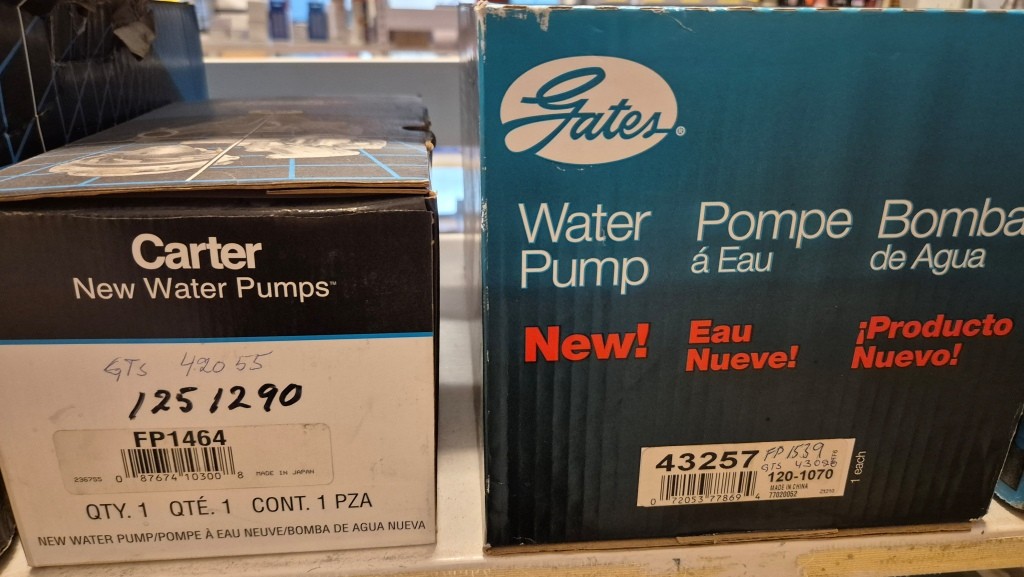 Carter
New Water Pumps™
GTS 420 55
1251290
FP1464
0 87674 10300 8
MADE IN JAPAN
QTY. 1 QTÉ. 1 CONT. 1 PZA
NEW WATER PUMP/POMPE À EAU NEUVE/BOMBA DE AGUA NUEVA
Gates®
Water Pump
Pompe á Eau
Bomba de Agua
New!
Eau Nueve!
¡Producto Nuevo!
43257
FP1539
GTS
120-1070
0 72053 77869 4
MADE IN CHINA
77020052
1 each